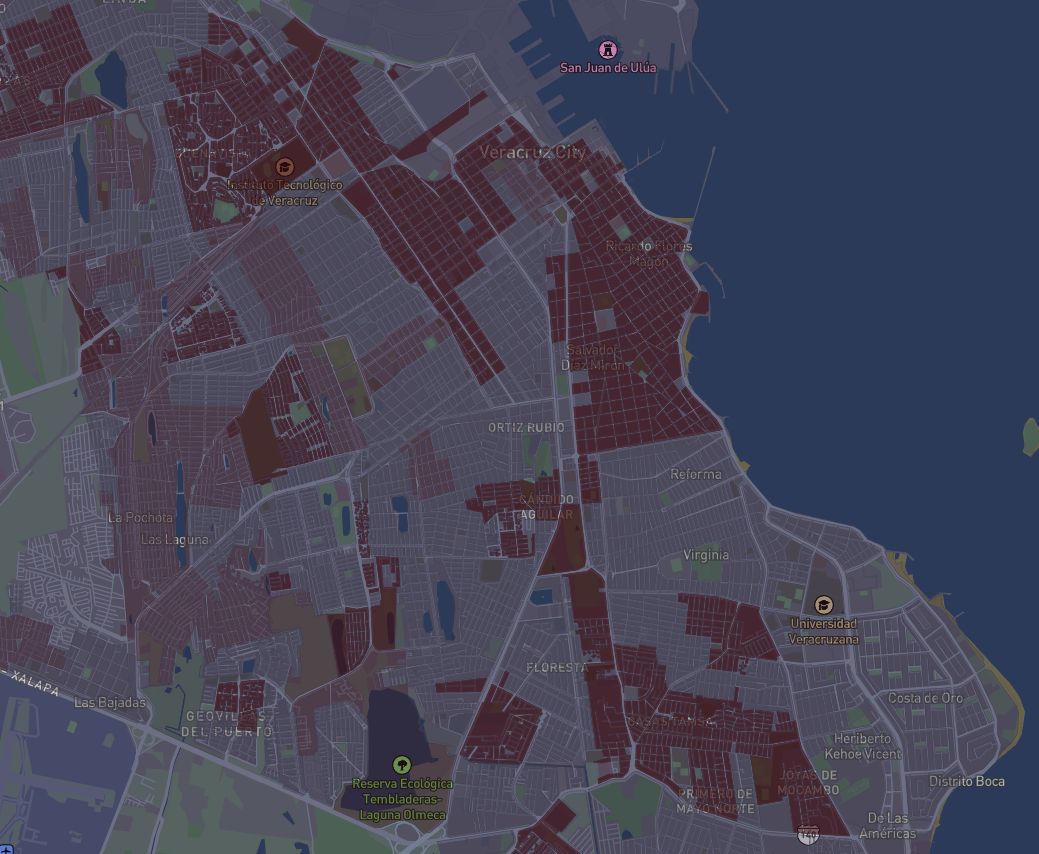 LINDA
San Juan de Ulúa
Veracruz City
Instituto Tecnológico
de Veracruz
Ricardo Flores
Magón
Salvador
Díaz Mirón
ORTIZ RUBIO
Reforma
CÁNDIDO
AGUILAR
La Pochota
Las Laguna
Virginia
Universidad
Veracruzana
FLORESTA
XALAPA
Las Bajadas
GEOVILLAS
DEL PUERTO
Costa de Oro
Heriberto
Kehoe Vicent
Reserva Ecológica
Tembladeras-
Laguna Olmeca
JOYAS DE
MOCAMBO
PRIMERO DE
MAYO NORTE
Distrito Boca
De Las
Américas